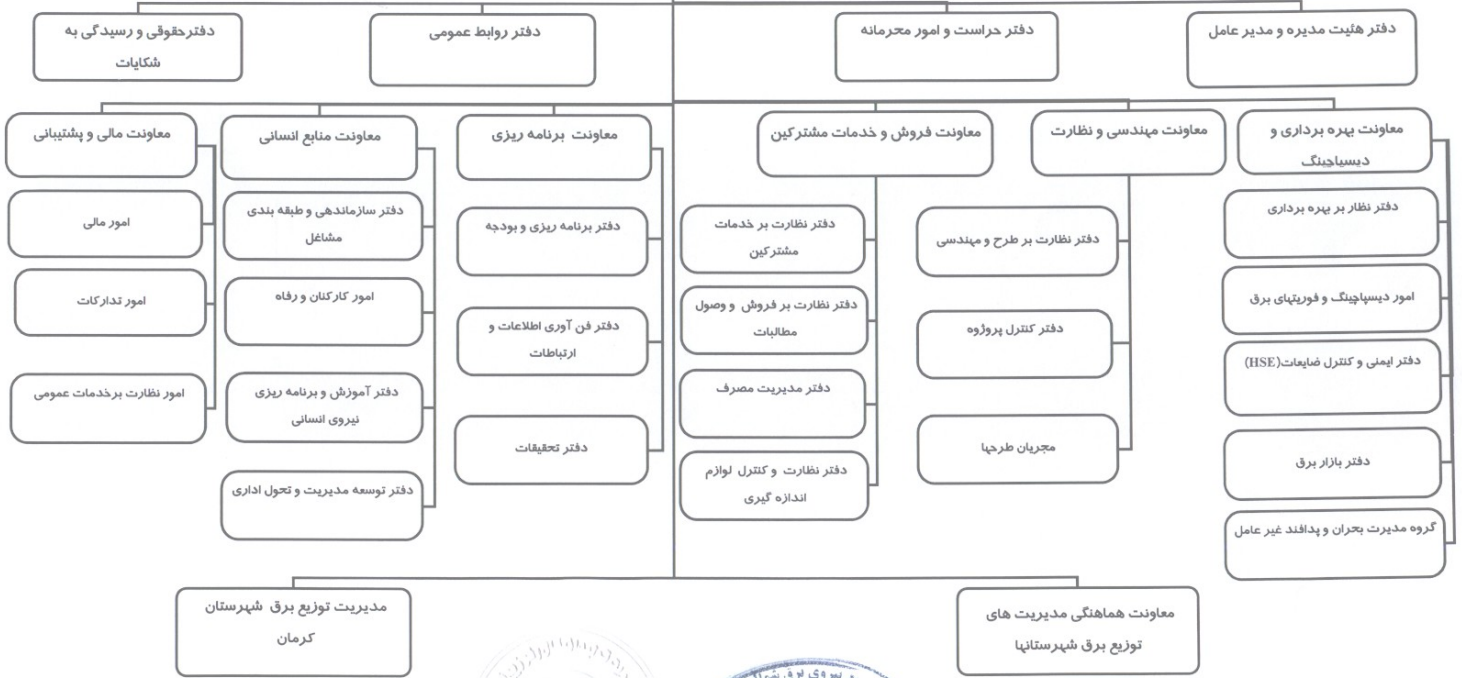 دفتر هئیت مدیره و مدیر عامل
دفتر حراست و امور محرمانه
دفتر روابط عمومی
دفترحقوقی و رسیدگی به
شکایات
معاونت بهره برداری و
دیسپاچینگ
معاونت مهندسی و نظارت
معاونت فروش و خدمات مشترکین
معاونت برنامه ریزی
معاونت منابع انسانی
معاونت مالی و پشتیبانی
دفتر نظار بر بهره برداری
امور دیسپاچینگ و فوریتهای برق
دفتر ایمنی و کنترل ضایعات(HSE)
دفتر بازار برق
گروه مدیرت بحران و پدافند غیر عامل
دفتر نظارت بر طرح و مهندسی
دفتر کنترل پروژوه
مجریان طرحها
دفتر نظارت بر خدمات
مشترکین
دفتر نظارت بر فروش و وصول
مطالبات
دفتر مدیریت مصرف
دفتر نظارت و کنترل لوازم
اندازه گیری
دفتر برنامه ریزی و بودجه
دفتر فن آوری اطلاعات و
ارتباطات
دفتر تحقیقات
دفتر سازماندهی و طبقه بندی
مشاغل
امور کارکنان و رفاه
دفتر آموزش و برنامه ریزی
نیروی انسانی
دفتر توسعه مدیریت و تحول اداری
امور مالی
امور تدارکات
امور نظارت برخدمات عمومی
معاونت هماهنگی مدیریت های
توزیع برق شهرستانها
مدیریت توزیع برق شهرستان
کرمان